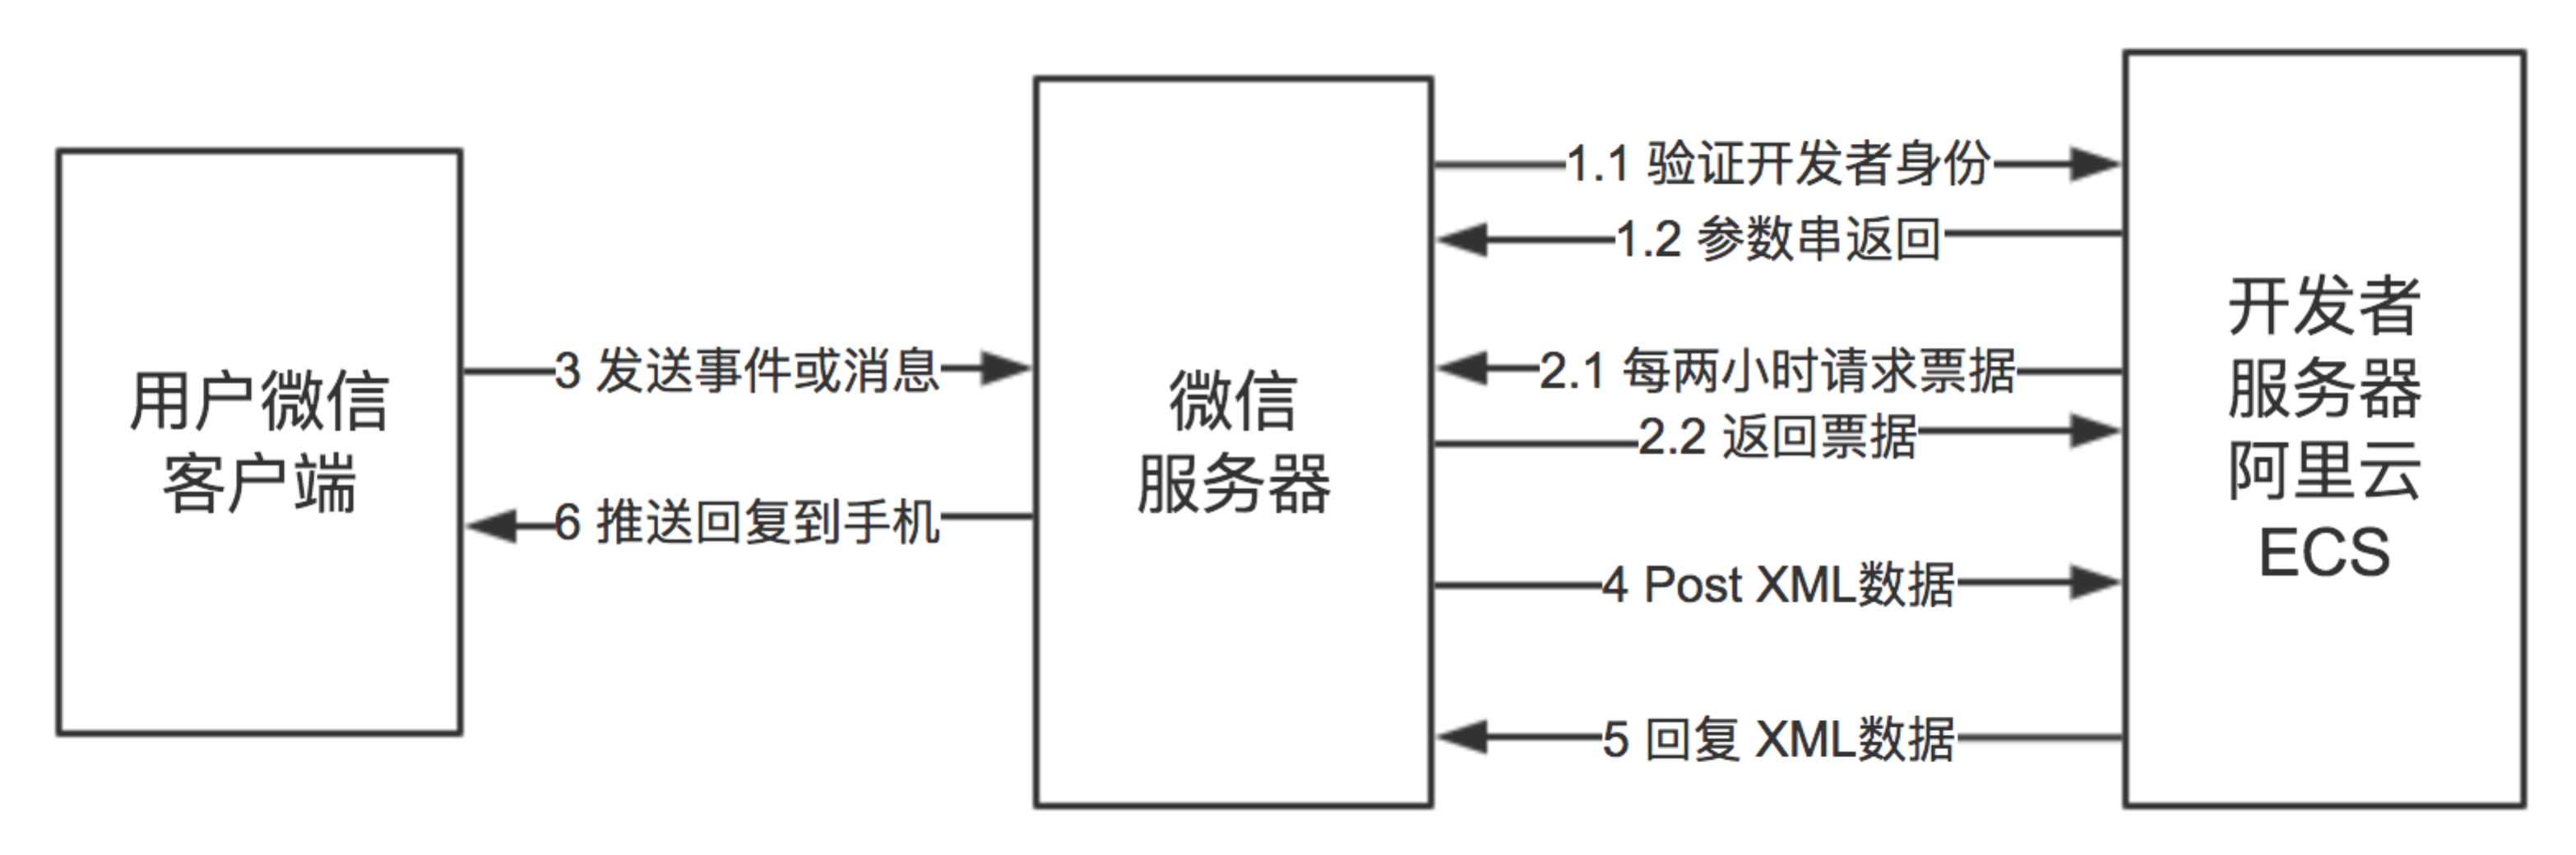 用户微信
客户端
3 发送事件或消息
6 推送回复到手机
微信
服务器
1.1 验证开发者身份
1.2 参数串返回
2.1 每两小时请求票据
2.2 返回票据
4 Post XML数据
5 回复 XML数据
开发者
服务器
阿里云
ECS